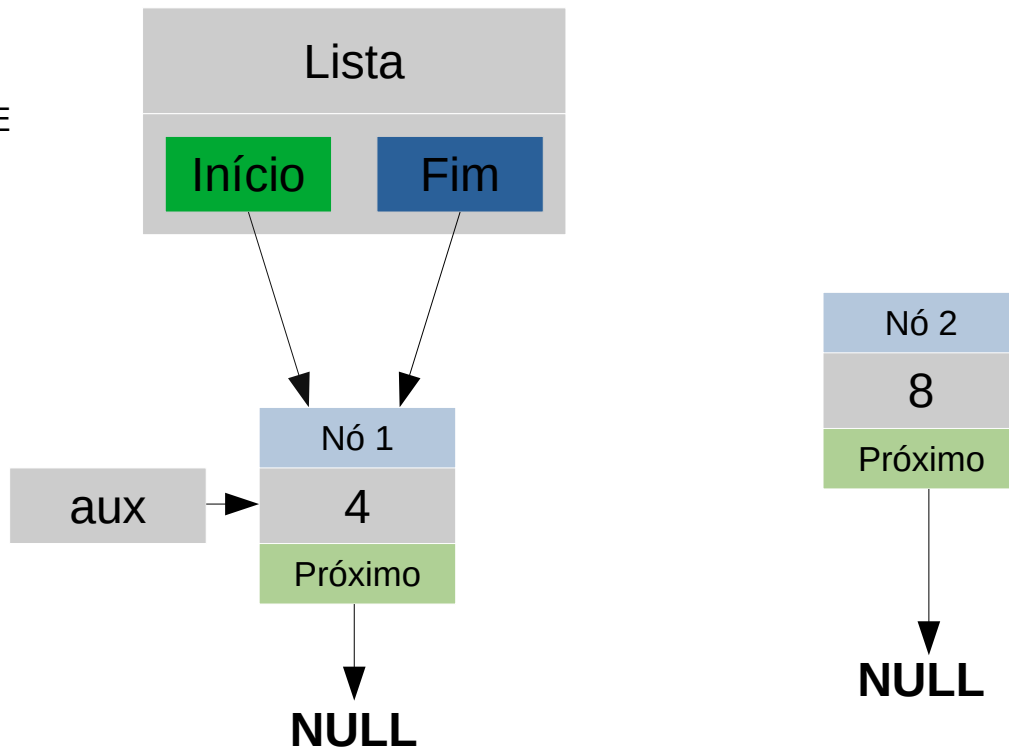 Lista
E
Início
Fim
Nó 2
8
Próximo
NULL
Nó 1
aux
4
Próximo
NULL